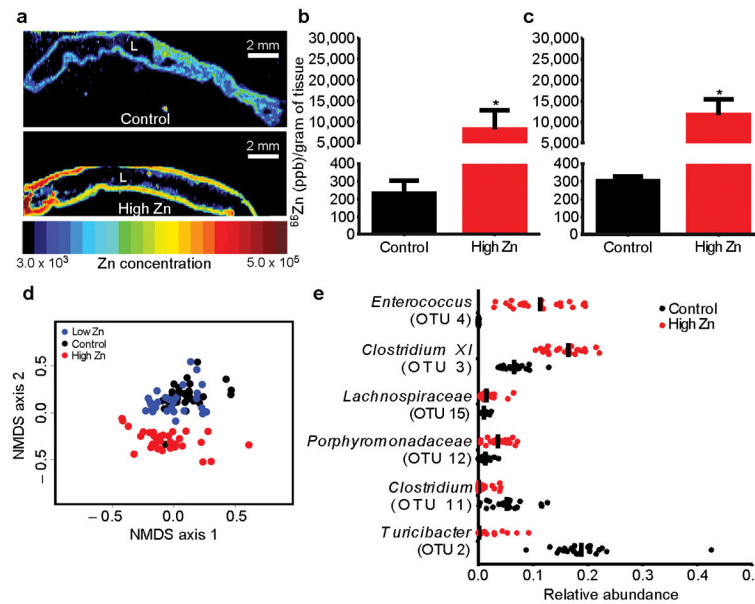 a
L
2 mm
Control
2 mm
L
High Zn
3.0 x 10³ Zn concentration 5.0 x 10⁵
b
⁶⁶Zn (ppb)/gram of tissue
30,000
25,000
20,000
15,000
10,000
5,000
400
300
200
100
0
*
Control High Zn
c
30,000
25,000
20,000
15,000
10,000
5,000
400
300
200
100
0
*
Control High Zn
d
Low Zn
Control
High Zn
NMDS axis 2
0.5
0.0
– 0.5
– 0.5 0.0 0.5
NMDS axis 1
e
Control
High Zn
Enterococcus
(OTU 4)
Clostridium XI
(OTU 3)
Lachnospiraceae
(OTU 15)
Porphyromonadaceae
(OTU 12)
Clostridium
(OTU 11)
Turicibacter
(OTU 2)
0.0 0.1 0.2 0.3 0.4 0.
Relative abundance